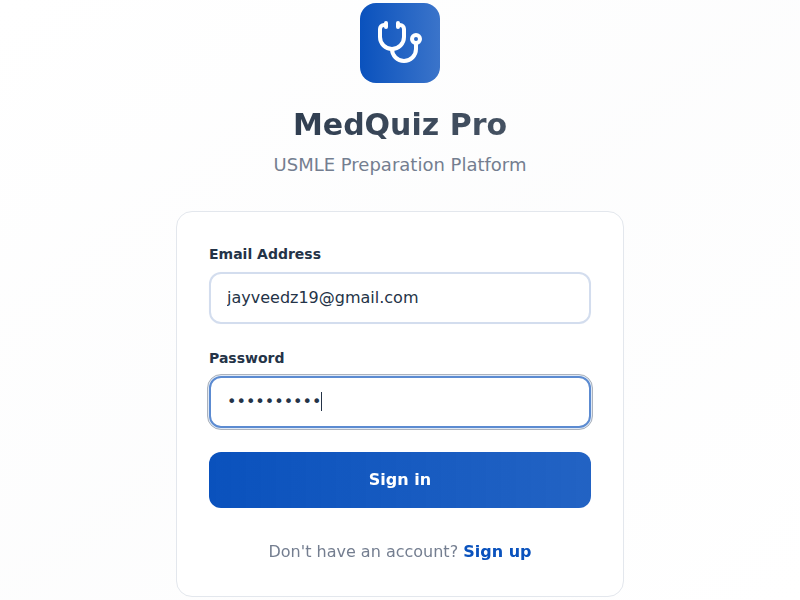 MedQuiz Pro
USMLE Preparation Platform
Email Address
jayveedz19@gmail.com
Password
••••••••••
Sign in
Don't have an account? Sign up